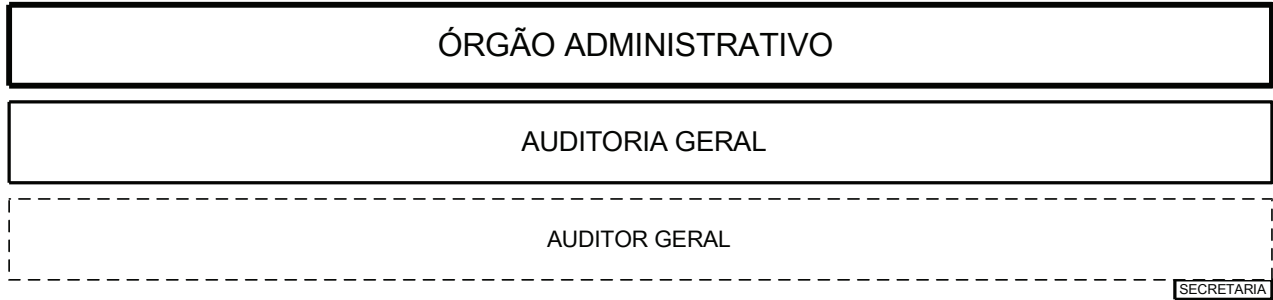 ÓRGÃO ADMINISTRATIVO
AUDITORIA GERAL
AUDITOR GERAL
SECRETARIA